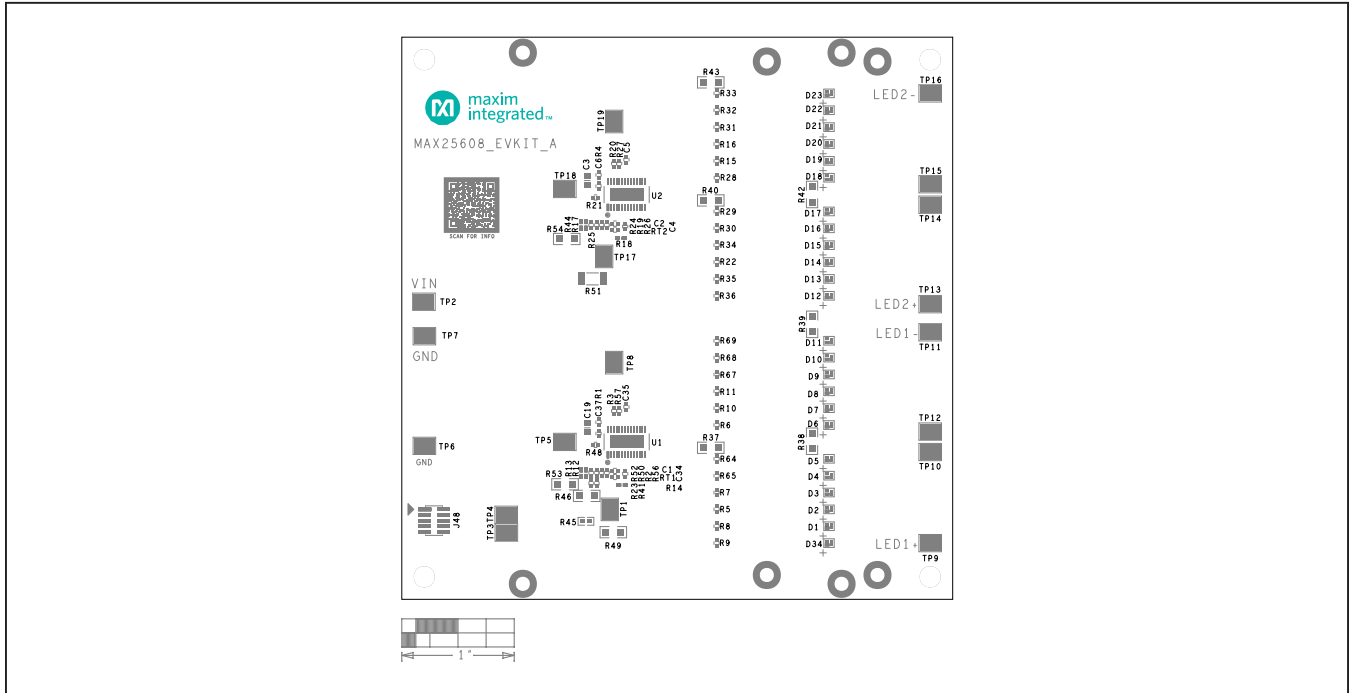 maxim
integrated™
MAX25608_EVKIT_A
SCAN FOR INFO
VIN
TP2
TP7
GND
TP6
GND
J48
TP3
TP4
TP19
R20
R27
C5
C3
C6
R4
TP18
U2
R21
R54
R44
R17
R25
R18
R24
R19
R26
C2
RT2
C4
TP17
R51
TP8
R3
R57
C35
C19
C37
R1
TP5
U1
R48
R53
R13
R12
R46
R45
TP1
R49
R23
R52
R41
R50
R2
R56
C1
RT1
C34
R14
R43
R33
R32
R31
R16
R15
R28
R40
R29
R30
R34
R22
R35
R36
R69
R68
R67
R11
R10
R6
R37
R64
R65
R7
R5
R8
R9
D23
D22
D21
D20
D19
D18
R42
D17
D16
D15
D14
D13
D12
R39
D11
D10
D9
D8
D7
D6
R38
D5
D4
D3
D2
D1
D34
TP16
LED2-
TP15
TP14
TP13
LED2+
LED1-
TP11
TP12
TP10
LED1+
TP9
1"